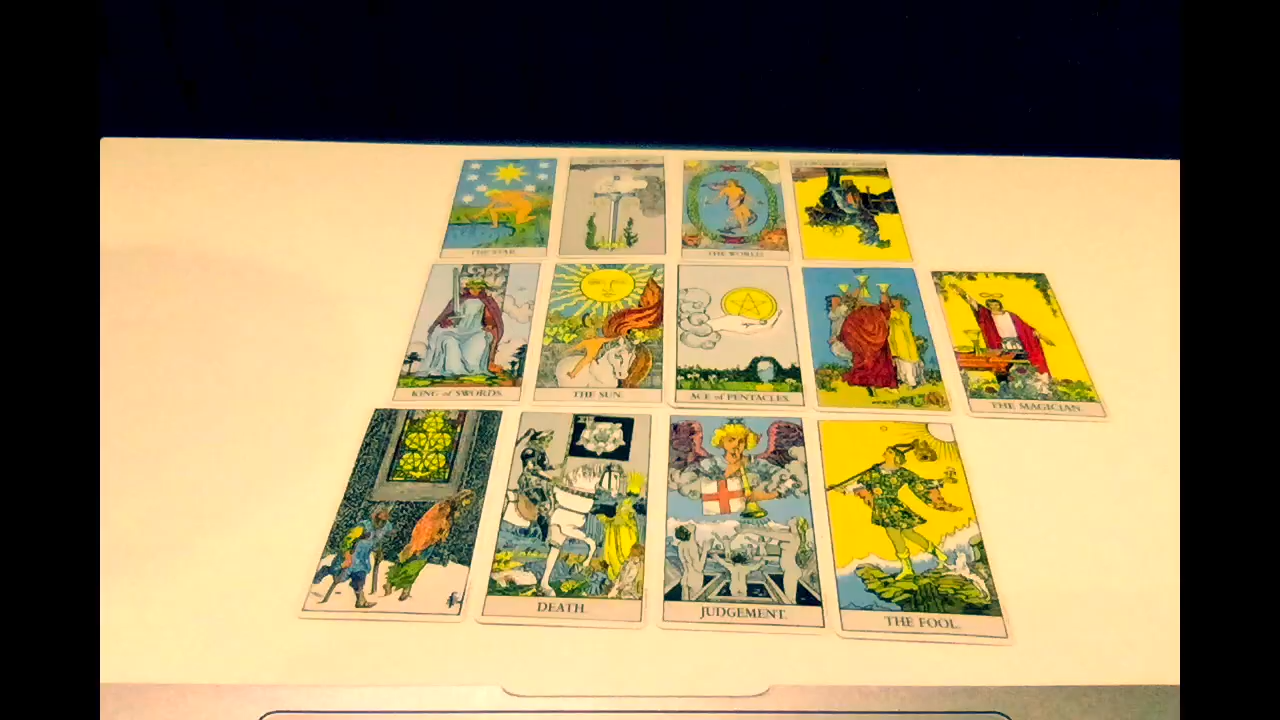 THE STAR.
THE WORLD.
KING of SWORDS.
THE SUN.
ACE of PENTACLES.
THE MAGICIAN.
DEATH.
JUDGEMENT.
THE FOOL.